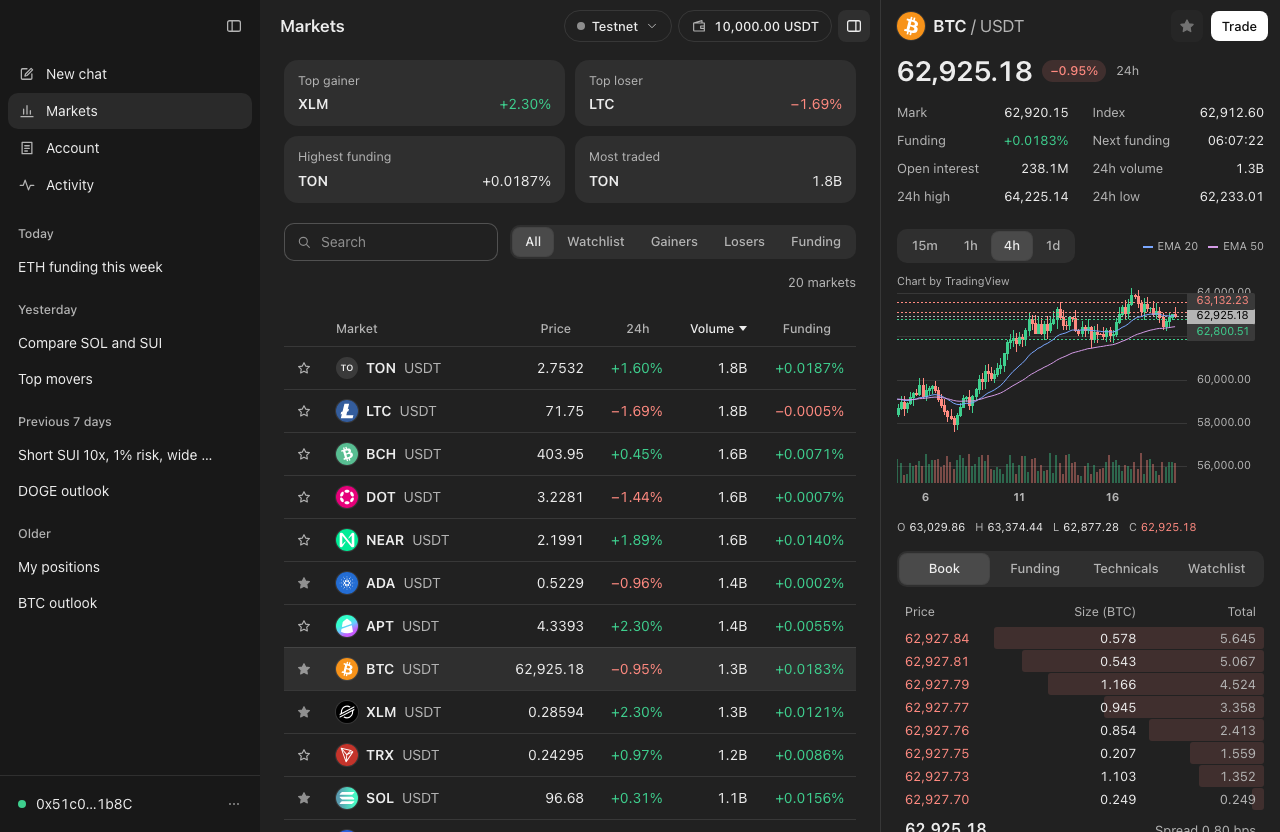 New chat
Markets
Account
Activity
Today
ETH funding this week
Yesterday
Compare SOL and SUI
Top movers
Previous 7 days
Short SUI 10x, 1% risk, wide ...
DOGE outlook
Older
My positions
BTC outlook
0x51c0...1b8C
Markets
Testnet
10,000.00 USDT
Top gainer
XLM +2.30%
Top loser
LTC −1.69%
Highest funding
TON +0.0187%
Most traded
TON 1.8B
Search
All Watchlist Gainers Losers Funding
20 markets
Market Price 24h Volume Funding
TO TON USDT 2.7532 +1.60% 1.8B +0.0187%
LTC USDT 71.75 −1.69% 1.8B −0.0005%
BCH USDT 403.95 +0.45% 1.6B +0.0071%
DOT USDT 3.2281 −1.44% 1.6B +0.0007%
NEAR USDT 2.1991 +1.89% 1.6B +0.0140%
ADA USDT 0.5229 −0.96% 1.4B +0.0002%
APT USDT 4.3393 +2.30% 1.4B +0.0055%
BTC USDT 62,925.18 −0.95% 1.3B +0.0183%
XLM USDT 0.28594 +2.30% 1.3B +0.0121%
TRX USDT 0.24295 +0.97% 1.2B +0.0086%
SOL USDT 96.68 +0.31% 1.1B +0.0156%
BTC / USDT
Trade
62,925.18 −0.95% 24h
Mark 62,920.15 Index 62,912.60
Funding +0.0183% Next funding 06:07:22
Open interest 238.1M 24h volume 1.3B
24h high 64,225.14 24h low 62,233.01
15m 1h 4h 1d
EMA 20 EMA 50
Chart by TradingView
64,000.00
63,132.23
62,925.18
62,800.51
60,000.00
58,000.00
56,000.00
6 11 16
O 63,029.86 H 63,374.44 L 62,877.28 C 62,925.18
Book Funding Technicals Watchlist
Price Size (BTC) Total
62,927.84 0.578 5.645
62,927.81 0.543 5.067
62,927.79 1.166 4.524
62,927.77 0.945 3.358
62,927.76 0.854 2.413
62,927.75 0.207 1.559
62,927.73 1.103 1.352
62,927.70 0.249 0.249
62,925.18 Spread 0.80 bps